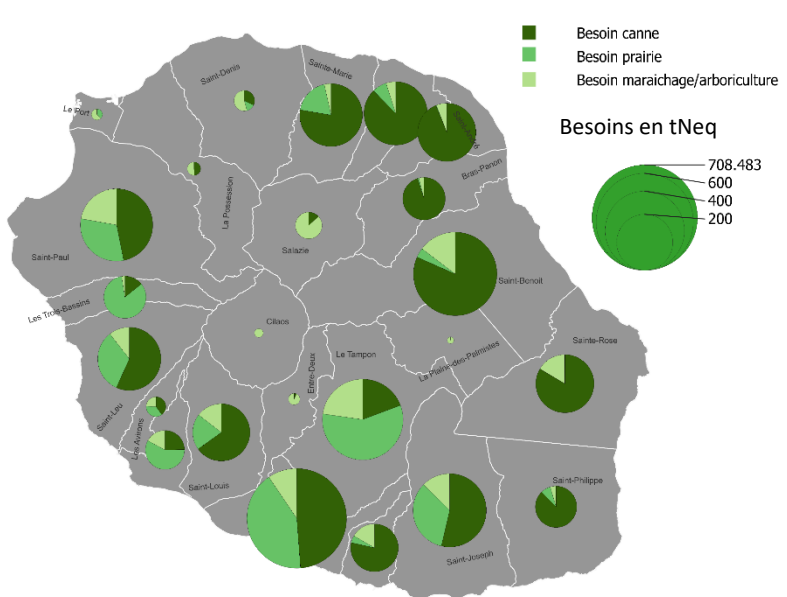 Besoin canne
Besoin prairie
Besoin maraichage/arboriculture
Besoins en tNeq
708.483
600
400
200
Saint-Denis
Sainte-Marie
Le Port
Saint-André
Bras-Panon
La Possession
Salazie
Saint-Paul
Saint-Benoit
Les Trois-Bassins
Cilaos
Le Tampon
La Plaine-des-Palmistes
Sainte-Rose
Entre-Deux
Saint-Leu
Les Avirons
Saint-Louis
Saint-Philippe
Saint-Joseph